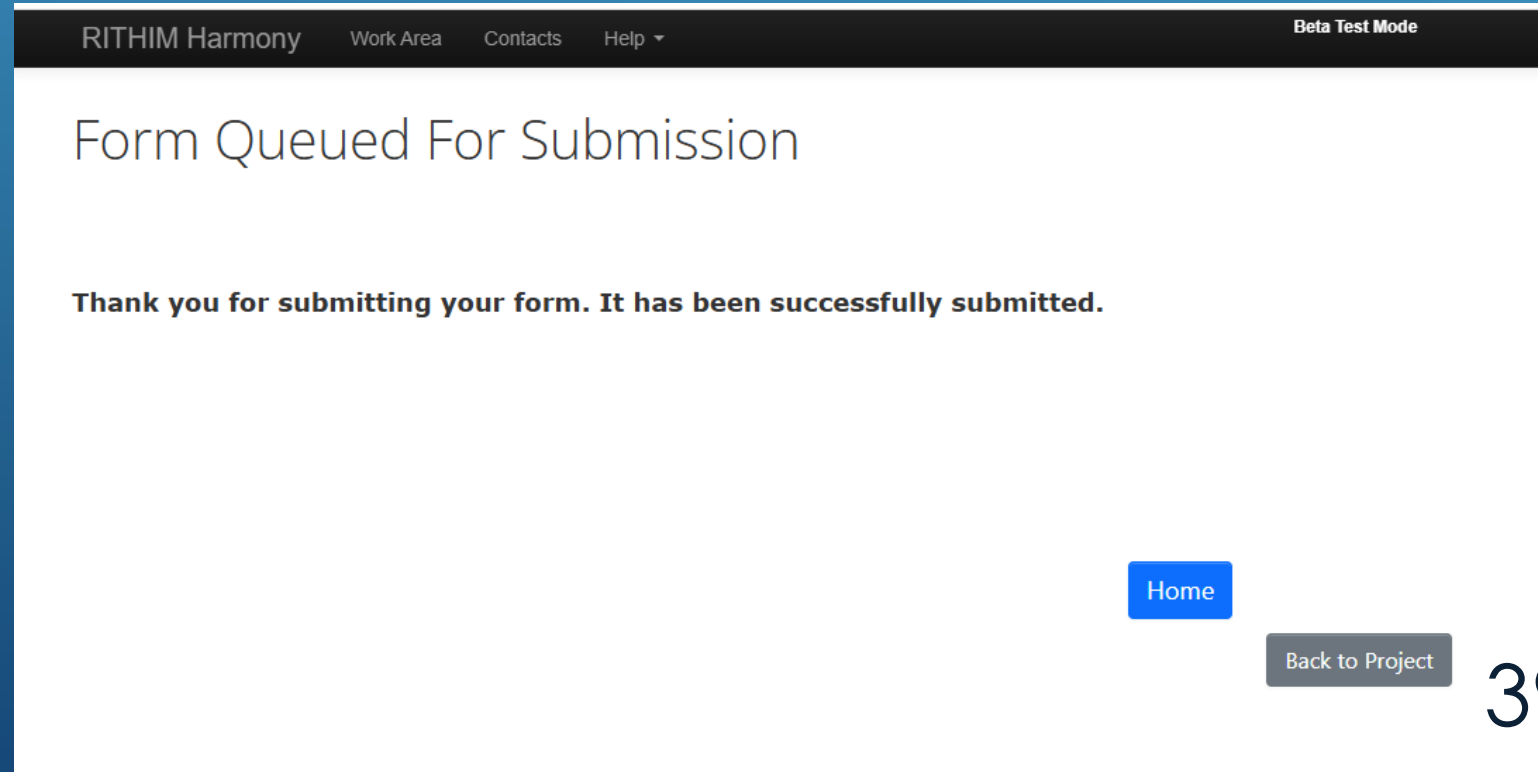 RITHIM Harmony Work Area Contacts Help Beta Test Mode
Form Queued For Submission
Thank you for submitting your form. It has been successfully submitted.
Home
Back to Project